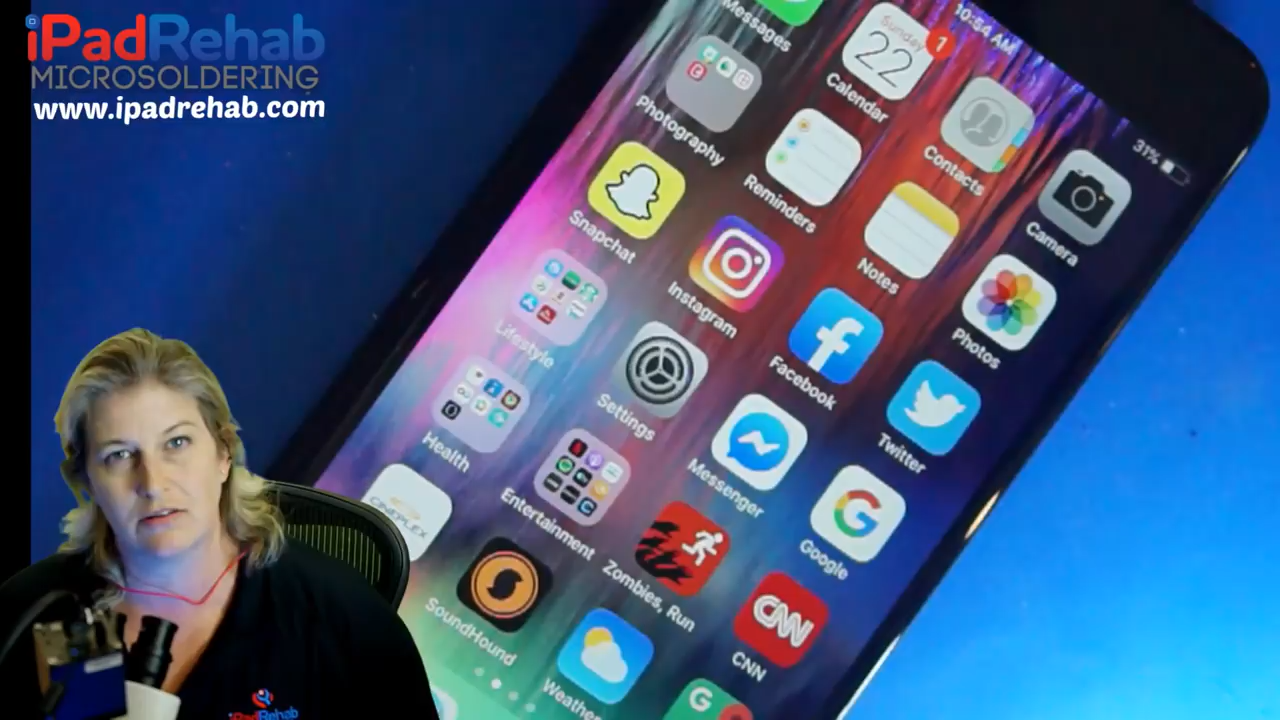 iPadRehab
MICROSOLDERING
www.ipadrehab.com
10:54 AM
31%
Messages
Sunday
22
1
Calendar
Contacts
Camera
Photography
Reminders
Notes
Photos
Snapchat
Instagram
Facebook
Twitter
Lifestyle
Settings
Messenger
Google
Health
Entertainment
Zombies, Run
CNN
CNN
CINEPLEX
SoundHound
Weather
G
G
iPadRehab